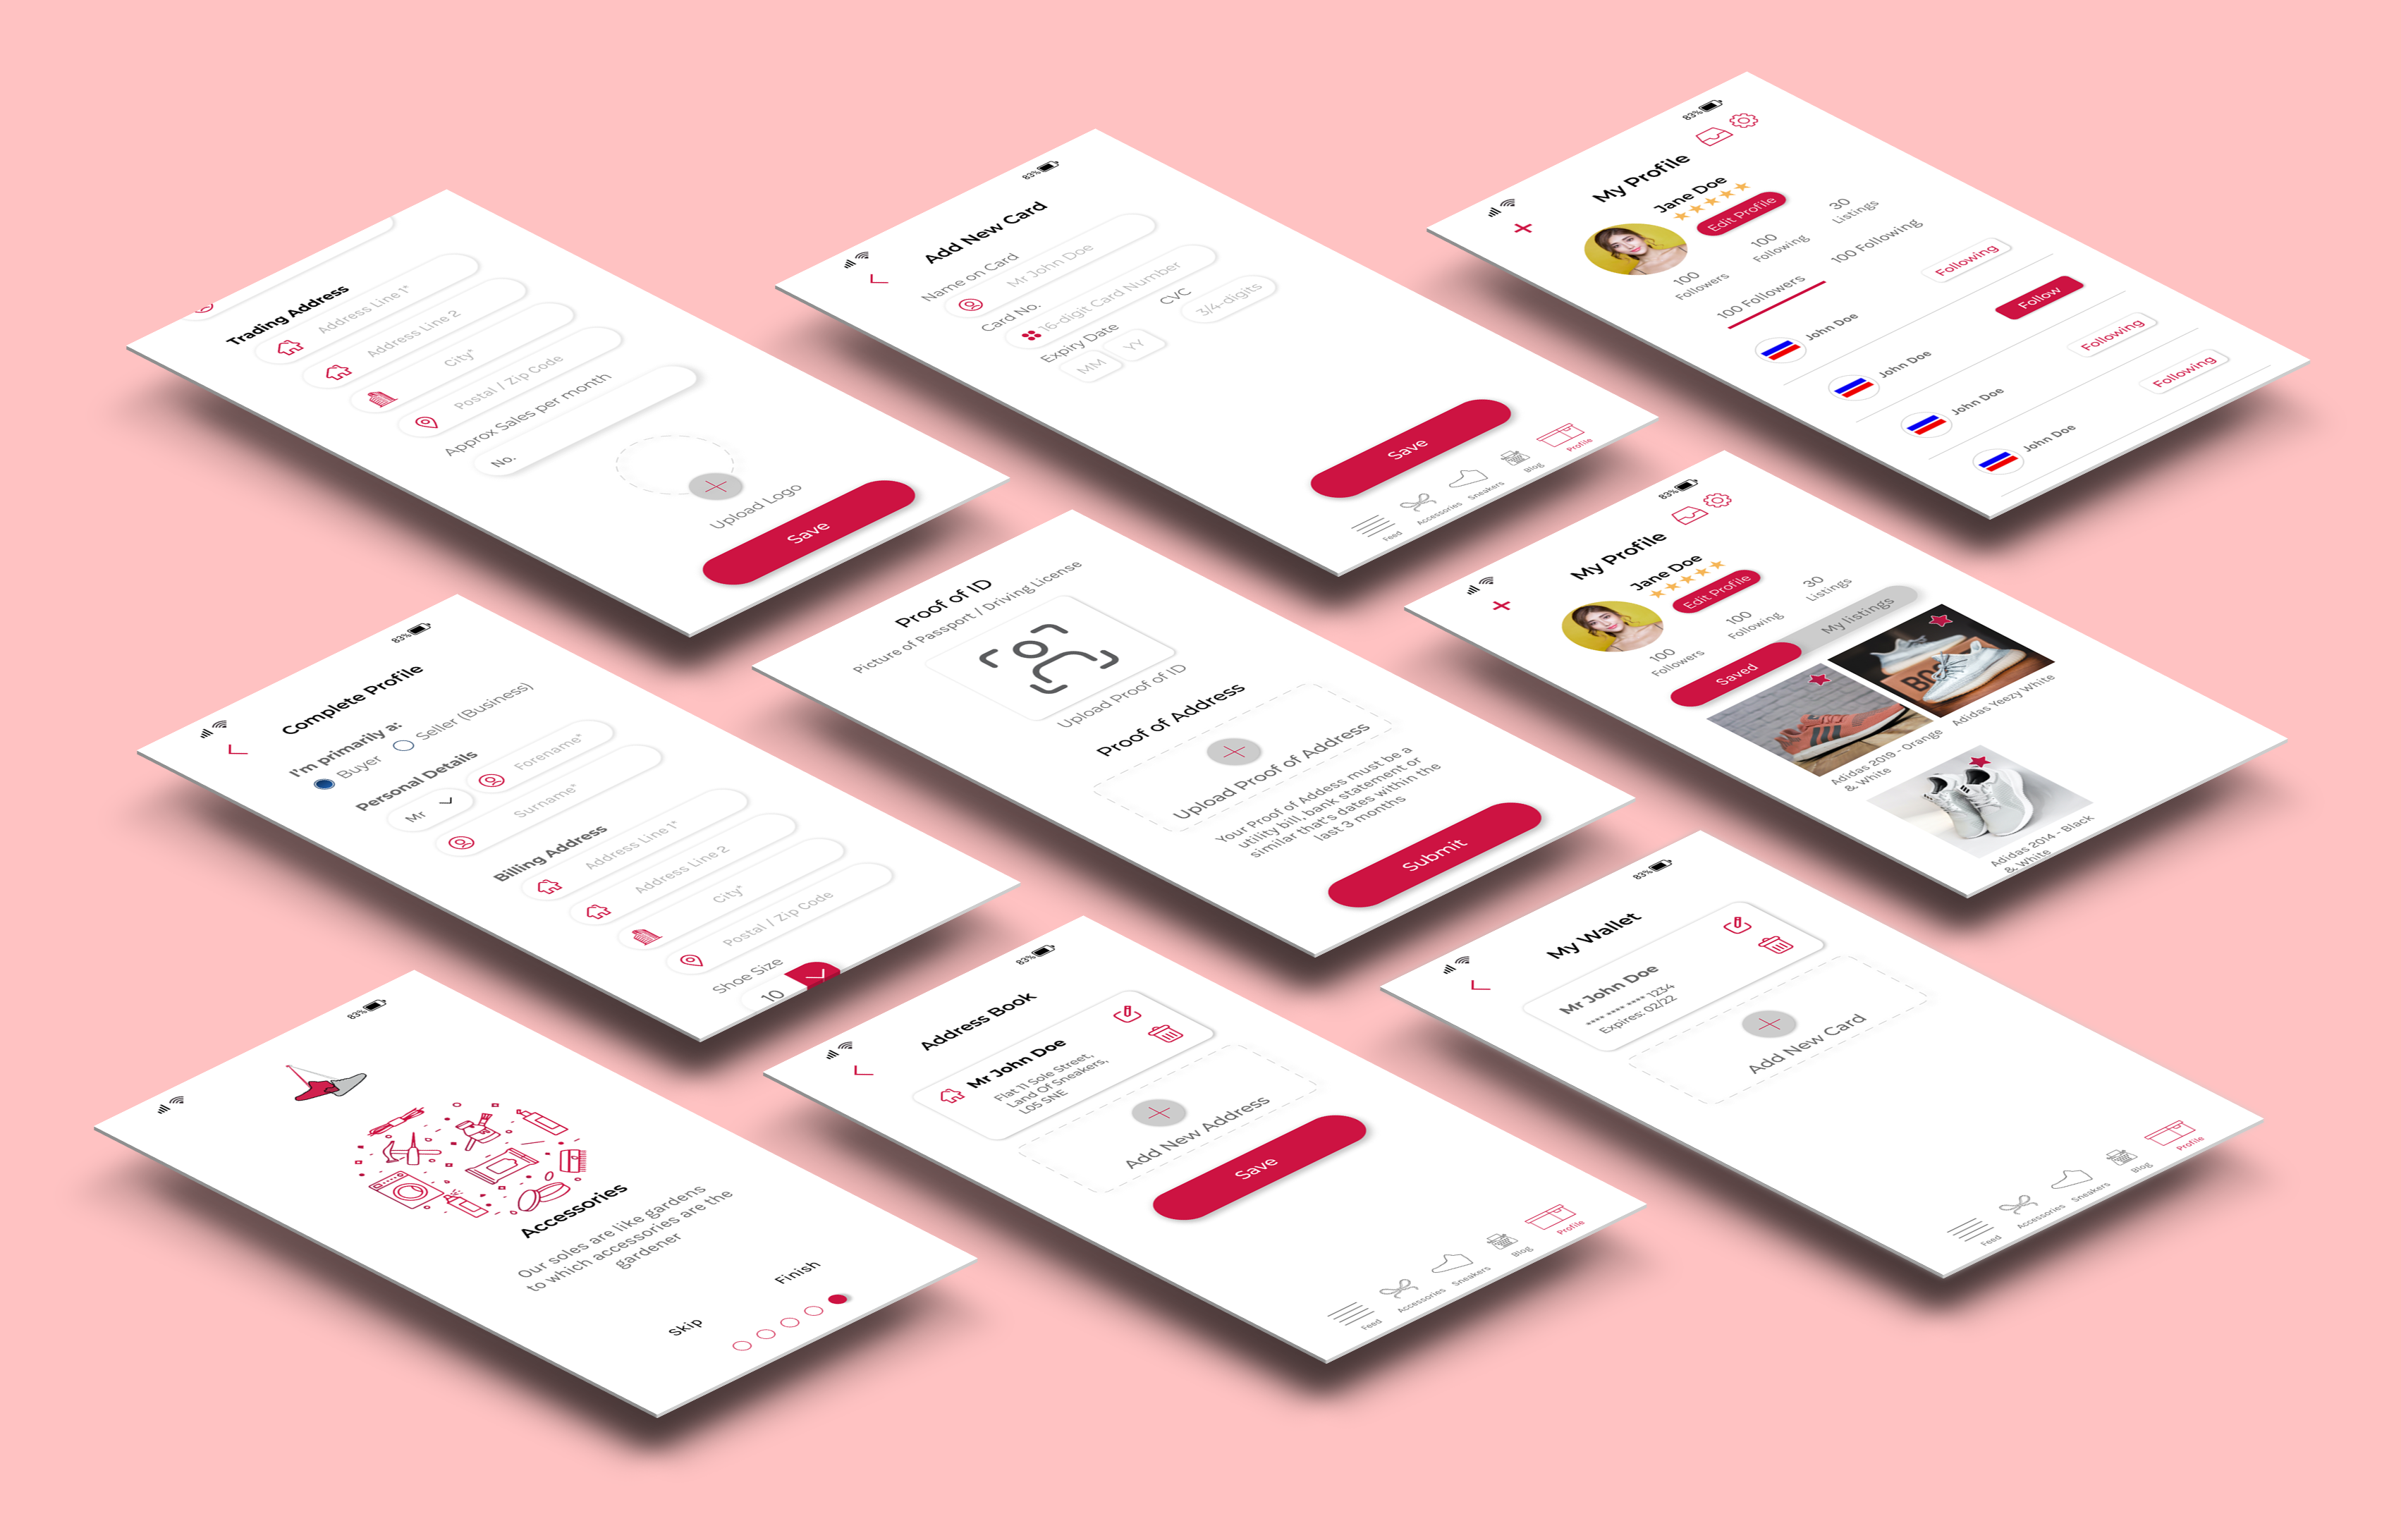 Trading Address
Address Line 1*
Address Line 2
City*
Postal / Zip Code
Approx Sales per month
No.
Upload Logo
Save
83%
Add New Card
Name on Card
Mr John Doe
Card No.
16-digit Card Number
Expiry Date
CVC
MM
YY
3/4-digits
Save
Feed
Accessories
Sneakers
Blog
Profile
83%
My Profile
Jane Doe
Edit Profile
100
Followers
100
Following
30
Listings
100 Followers
100 Following
John Doe
Following
John Doe
Follow
John Doe
Following
John Doe
Following
83%
Complete Profile
I'm primarily a:
Buyer
Seller (Business)
Personal Details
Mr
Forename*
Surname*
Billing Address
Address Line 1*
Address Line 2
City*
Postal / Zip Code
Shoe Size
10
Proof of ID
Picture of Passport / Driving License
Upload Proof of ID
Proof of Address
Upload Proof of Address
Your Proof of Addess must be a
utility bill, bank statement or
similar that's dates within the
last 3 months
Submit
83%
My Profile
Jane Doe
Edit Profile
100
Followers
100
Following
30
Listings
Saved
My listings
Adidas 2019 - Orange
& White
Adidas Yeezy White
Adidas 2014 - Black
& White
83%
Accessories
Our soles are like gardens
to which accessories are the
gardener
Skip
Finish
83%
Address Book
Mr John Doe
Flat 11 Sole Street,
Land Of Sneakers,
L05 5NE
Add New Address
Save
Feed
Accessories
Sneakers
Blog
Profile
83%
My Wallet
Mr John Doe
**** **** **** 1234
Expires: 02/22
Add New Card
Feed
Accessories
Sneakers
Blog
Profile